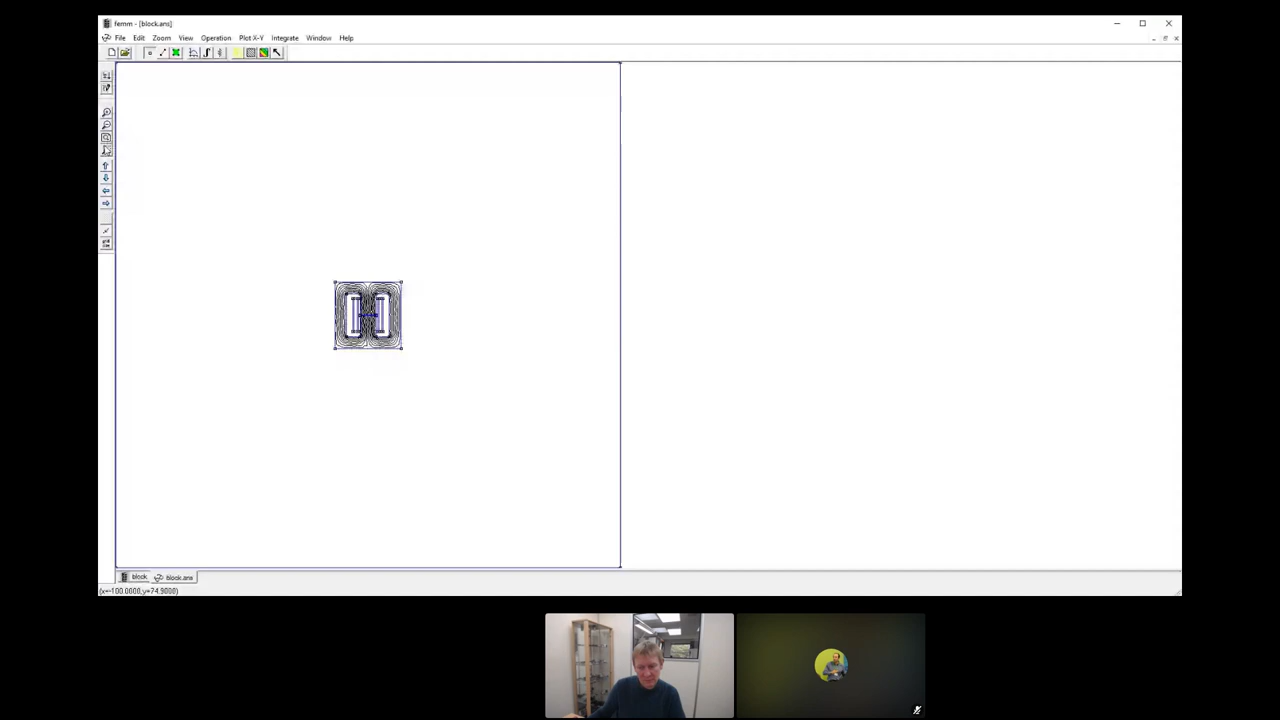 femm - [block.ans]
File Edit Zoom View Operation Plot X-Y Integrate Window Help
block block.ans
(x=-100.0000,y=74.9000)